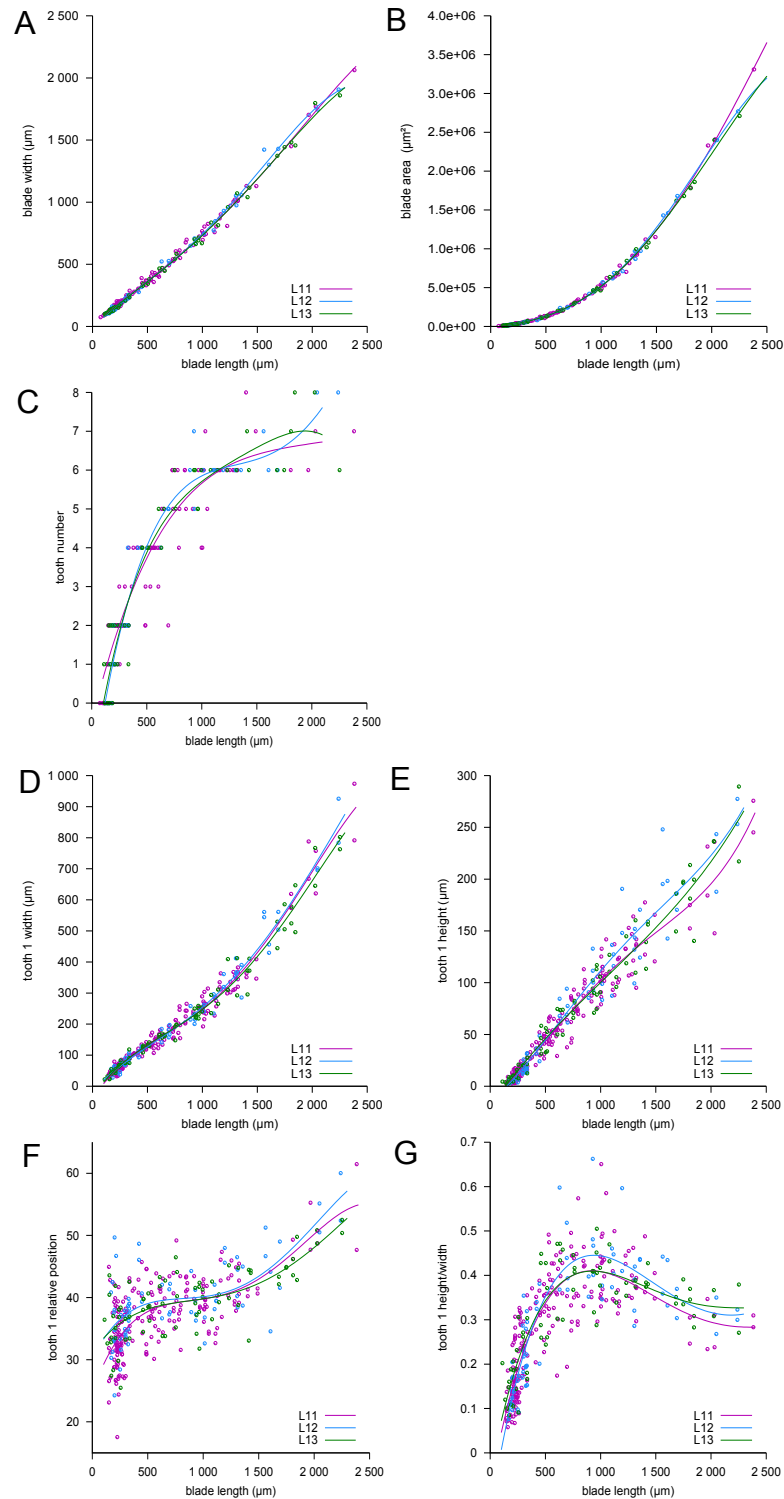 A
2 500
2 000
1 500
1 000
500
0
blade width (µm)
L11
L12
L13
0 500 1 000 1 500 2 000 2 500
blade length (µm)
B
4.0e+06
3.5e+06
3.0e+06
2.5e+06
2.0e+06
1.5e+06
1.0e+06
5.0e+05
0.0e+00
blade area (µm²)
L11
L12
L13
0 500 1 000 1 500 2 000 2 500
blade length (µm)
C
8
7
6
5
4
3
2
1
0
tooth number
0 500 1 000 1 500 2 000 2 500
blade length (µm)
D
1 000
900
800
700
600
500
400
300
200
100
0
tooth 1 width (µm)
L11
L12
L13
0 500 1 000 1 500 2 000 2 500
blade length (µm)
E
300
250
200
150
100
50
0
tooth 1 height (µm)
L11
L12
L13
0 500 1 000 1 500 2 000 2 500
blade length (µm)
F
60
50
40
30
20
tooth 1 relative position
L11
L12
L13
0 500 1 000 1 500 2 000 2 500
blade length (µm)
G
0.7
0.6
0.5
0.4
0.3
0.2
0.1
0
tooth 1 height/width
L11
L12
L13
0 500 1 000 1 500 2 000 2 500
blade length (µm)